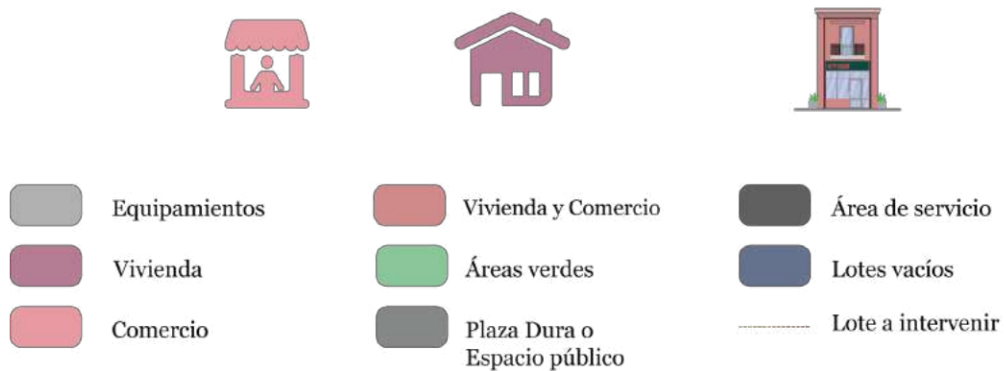 Equipamientos
Vivienda y Comercio
Área de servicio
Vivienda
Áreas verdes
Lotes vacíos
Comercio
Plaza Dura o
Espacio público
Lote a intervenir